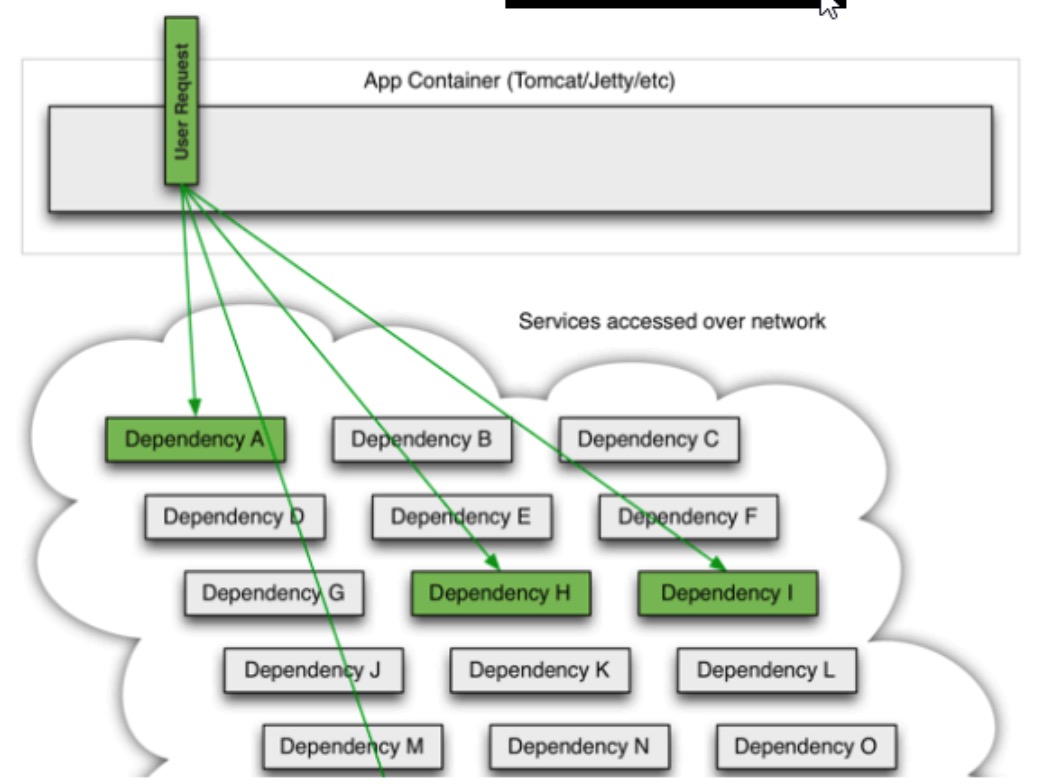 User Request
App Container (Tomcat/Jetty/etc)
Services accessed over network
Dependency A
Dependency B
Dependency C
Dependency D
Dependency E
Dependency F
Dependency G
Dependency H
Dependency I
Dependency J
Dependency K
Dependency L
Dependency M
Dependency N
Dependency O